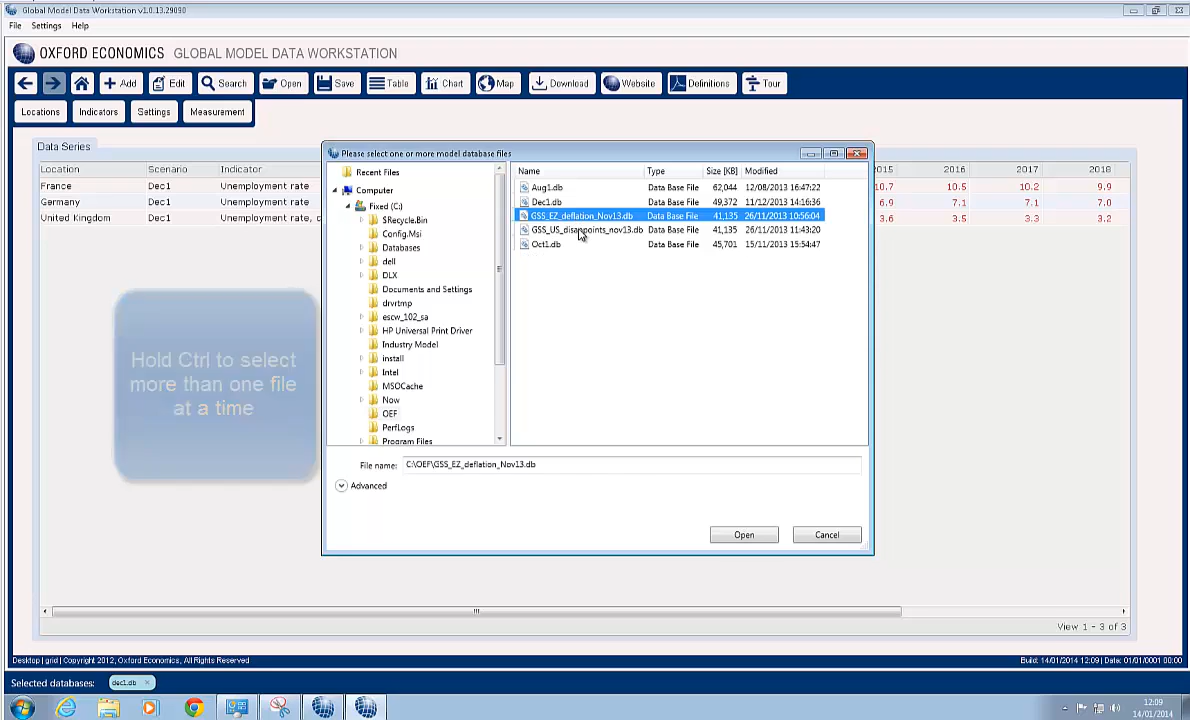 Global Model Data Workstation v1.0.13.29090
File Settings Help
OXFORD ECONOMICS GLOBAL MODEL DATA WORKSTATION
Add Edit Search Open Save Table Chart Map Download Website Definitions Tour
Locations Indicators Settings Measurement
Data Series
Location Scenario Indicator 2015 2016 2017 2018
France Dec1 Unemployment rate 10.7 10.5 10.2 9.9
Germany Dec1 Unemployment rate 6.9 7.1 7.1 7.0
United Kingdom Dec1 Unemployment rate, c 3.6 3.5 3.3 3.2
Hold Ctrl to select
more than one file
at a time
Please select one or more model database files
Recent Files
Computer
Fixed (C:)
$Recycle.Bin
Config.Msi
Databases
dell
DLX
Documents and Settings
drvrtmp
escw_102_sa
HP Universal Print Driver
Industry Model
install
Intel
MSOCache
Now
OEF
PerfLogs
Program Files
Name Type Size [KB] Modified
Aug1.db Data Base File 62,044 12/08/2013 16:47:22
Dec1.db Data Base File 49,372 11/12/2013 14:16:36
GSS_EZ_deflation_Nov13.db Data Base File 41,135 26/11/2013 10:56:04
GSS_US_disappoints_nov13.db Data Base File 41,135 26/11/2013 11:43:20
Oct1.db Data Base File 45,701 15/11/2013 15:54:47
File name: C:\OEF\GSS_EZ_deflation_Nov13.db
Advanced
Open Cancel
View 1 - 3 of 3
Desktop | grid | Copyright 2012, Oxford Economics, All Rights Reserved
Build: 14/01/2014 12:09 | Data: 01/01/0001 00:00
Selected databases: dec1.db ×
12:09
14/01/2014